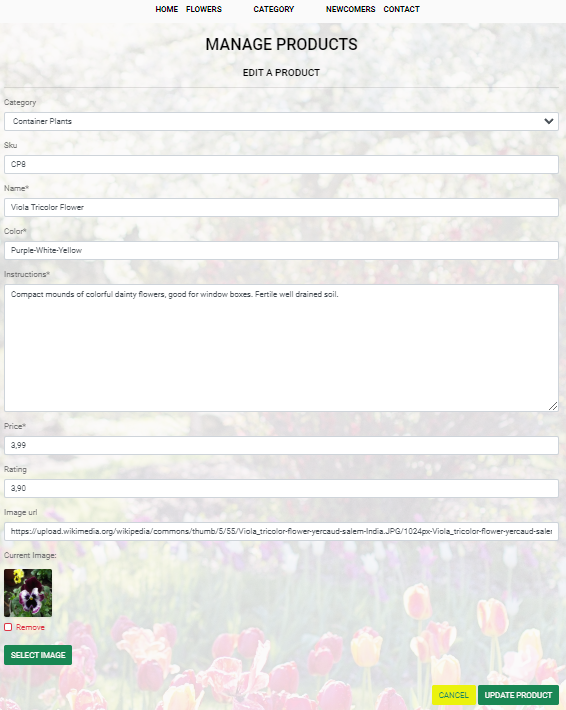 HOME FLOWERS CATEGORY NEWCOMERS CONTACT
MANAGE PRODUCTS
EDIT A PRODUCT
Category
Container Plants
Sku
CP8
Name*
Viola Tricolor Flower
Color*
Purple-White-Yellow
Instructions*
Compact mounds of colorful dainty flowers, good for window boxes. Fertile well drained soil.
Price*
3,99
Rating
3,90
Image url
https://upload.wikimedia.org/wikipedia/commons/thumb/5/55/Viola_tricolor-flower-yercaud-salem-India.JPG/1024px-Viola_tricolor-flower-yercaud-saler
Current Image:
Remove
SELECT IMAGE
CANCEL UPDATE PRODUCT